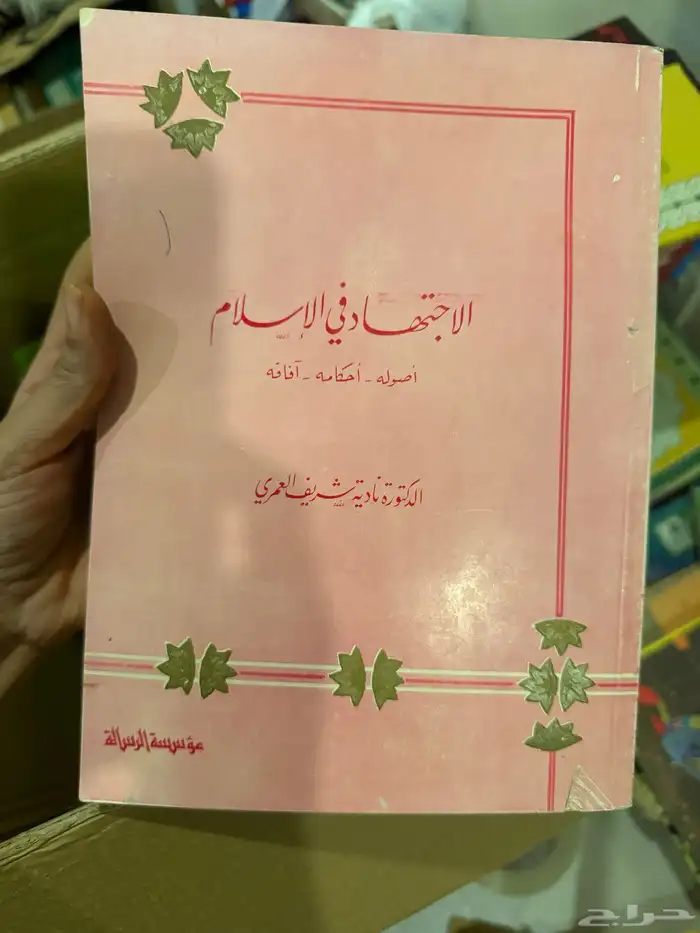 الاجتهاد في الإسلام
أصوله - أحكامه - آفاقه
الدكتورة نادية شريف العمري
مؤسسة الرسالة
حراج